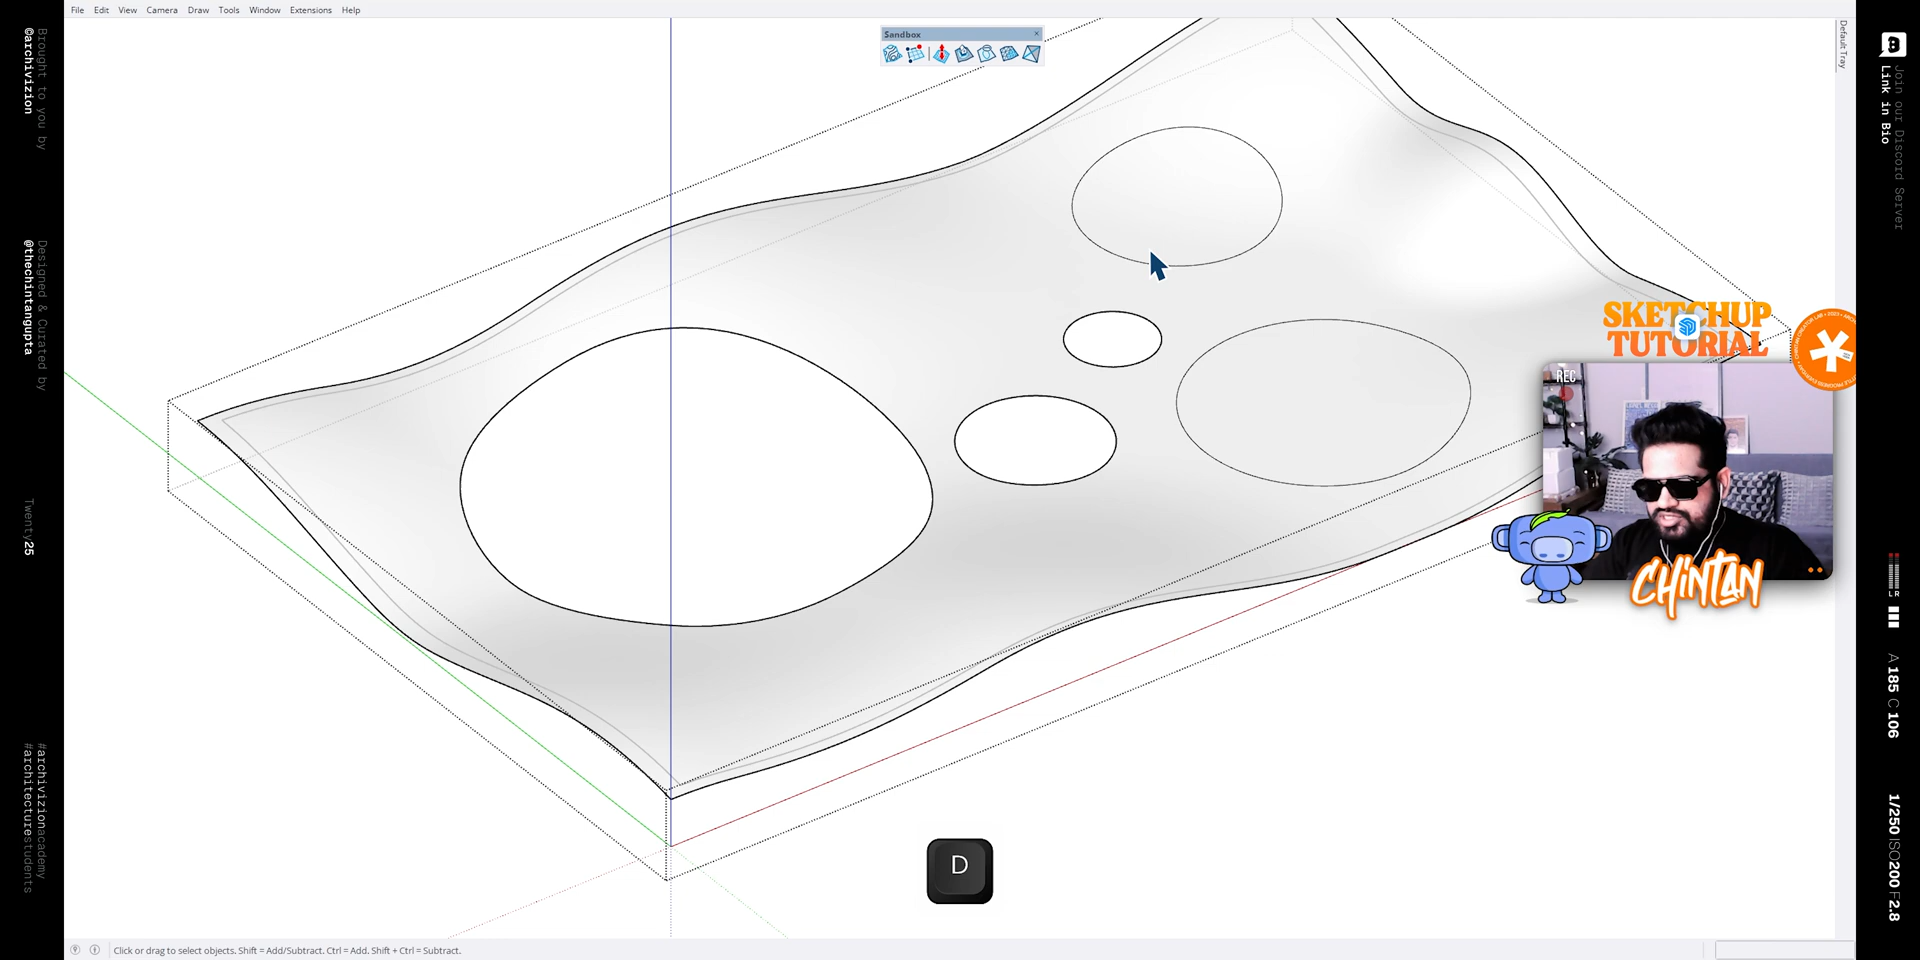 File Edit View Camera Draw Tools Window Extensions Help
Sandbox
Default Tray
Brought to you by
@archivizion
Designed & Curated by
@thechintangupta
Twenty25
#archivizionacademy
#architecturestudents
Join our Discord Server
Link in Bio
SKETCHUP
TUTORIAL
REC
CHINTAN
L R
A 185 C 106
1/250 ISO200 F2.8
D
Click or drag to select objects. Shift = Add/Subtract. Ctrl = Add. Shift + Ctrl = Subtract.